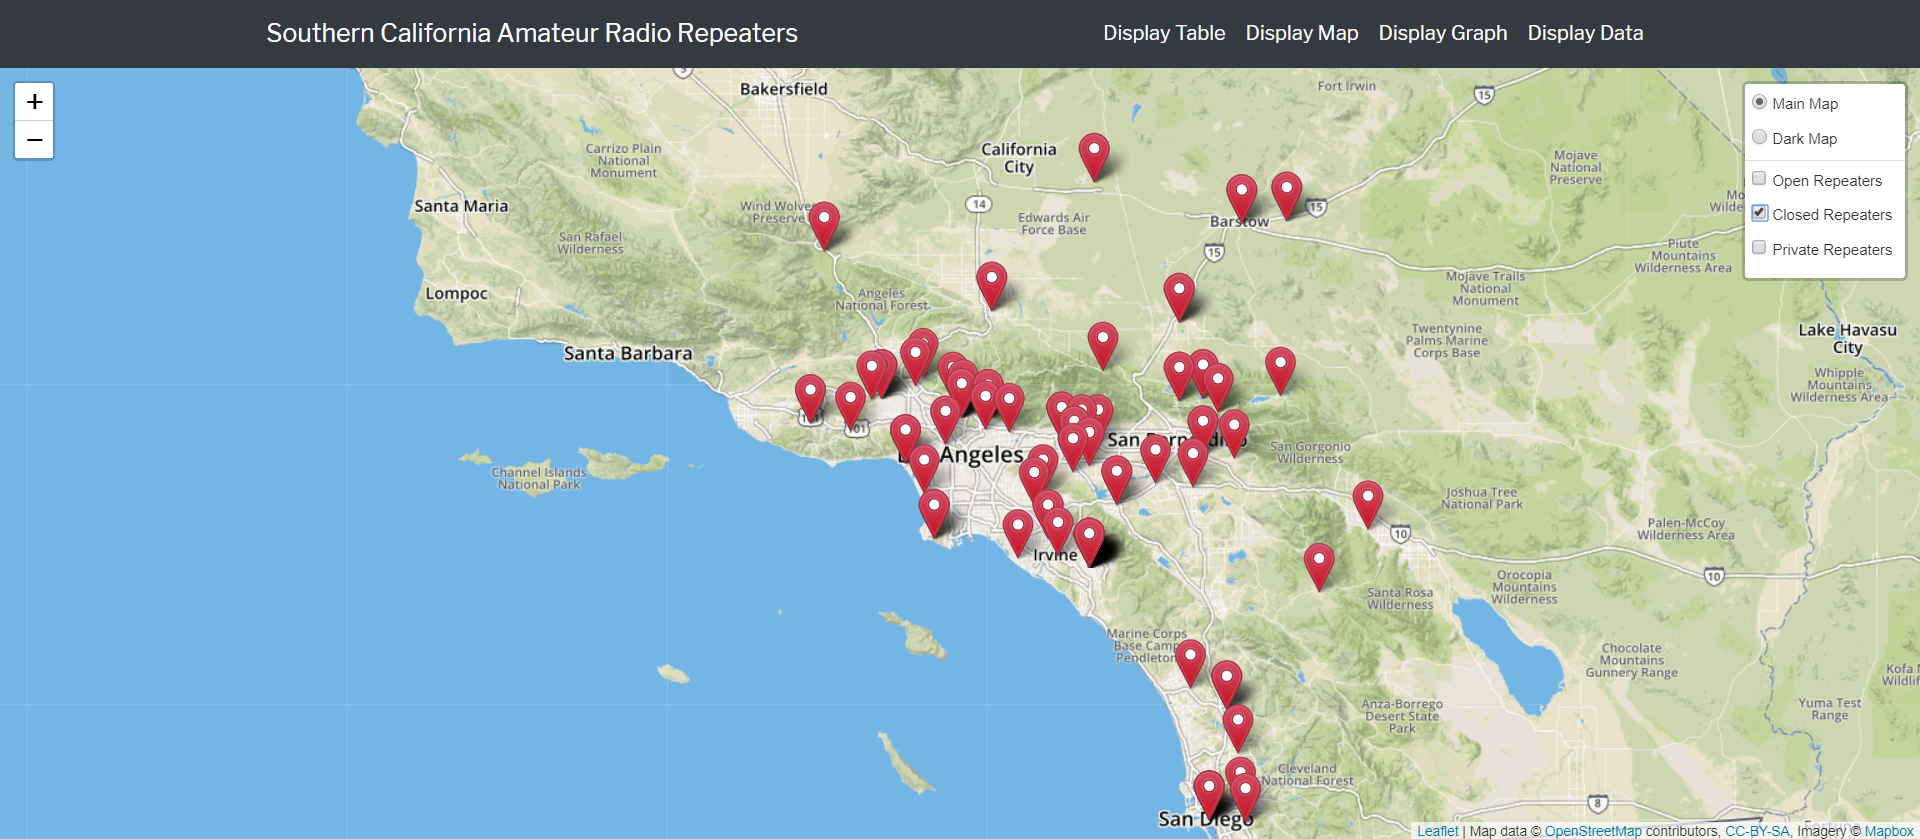 Southern California Amateur Radio Repeaters
Display Table
Display Map
Display Graph
Display Data
+
−
Main Map
Dark Map
Open Repeaters
Closed Repeaters
Private Repeaters
5
Bakersfield
Fort Irwin
15
California
City
Carrizo Plain
National
Monument
Mojave
National
Preserve
Santa Maria
Wind Wolves
Preserve
14
Edwards Air
Force Base
Barstow
15
15
San Rafael
Wilderness
Piute
Mountains
Wilderness Area
Lompoc
Angeles
National Forest
Mojave Trails
National
Monument
Santa Barbara
Twentynine
Palms Marine
Corps Base
Lake Havasu
City
Whipple
Mountains
Wilderness Area
101
101
Angeles
San Gorgonio
Wilderness
Channel Islands
National Park
Joshua Tree
National Park
Palen-McCoy
Wilderness Area
10
Irvine
10
Orocopia
Mountains
Wilderness
Santa Rosa
Wilderness
Marine Corps
Base Camp
Pendleton
Chocolate
Mountains
Gunnery Range
Anza-Borrego
Desert State
Park
Yuma Test
Range
Cleveland
National Forest
8
San Diego
Leaflet | Map data © OpenStreetMap contributors, CC-BY-SA, Imagery © Mapbox